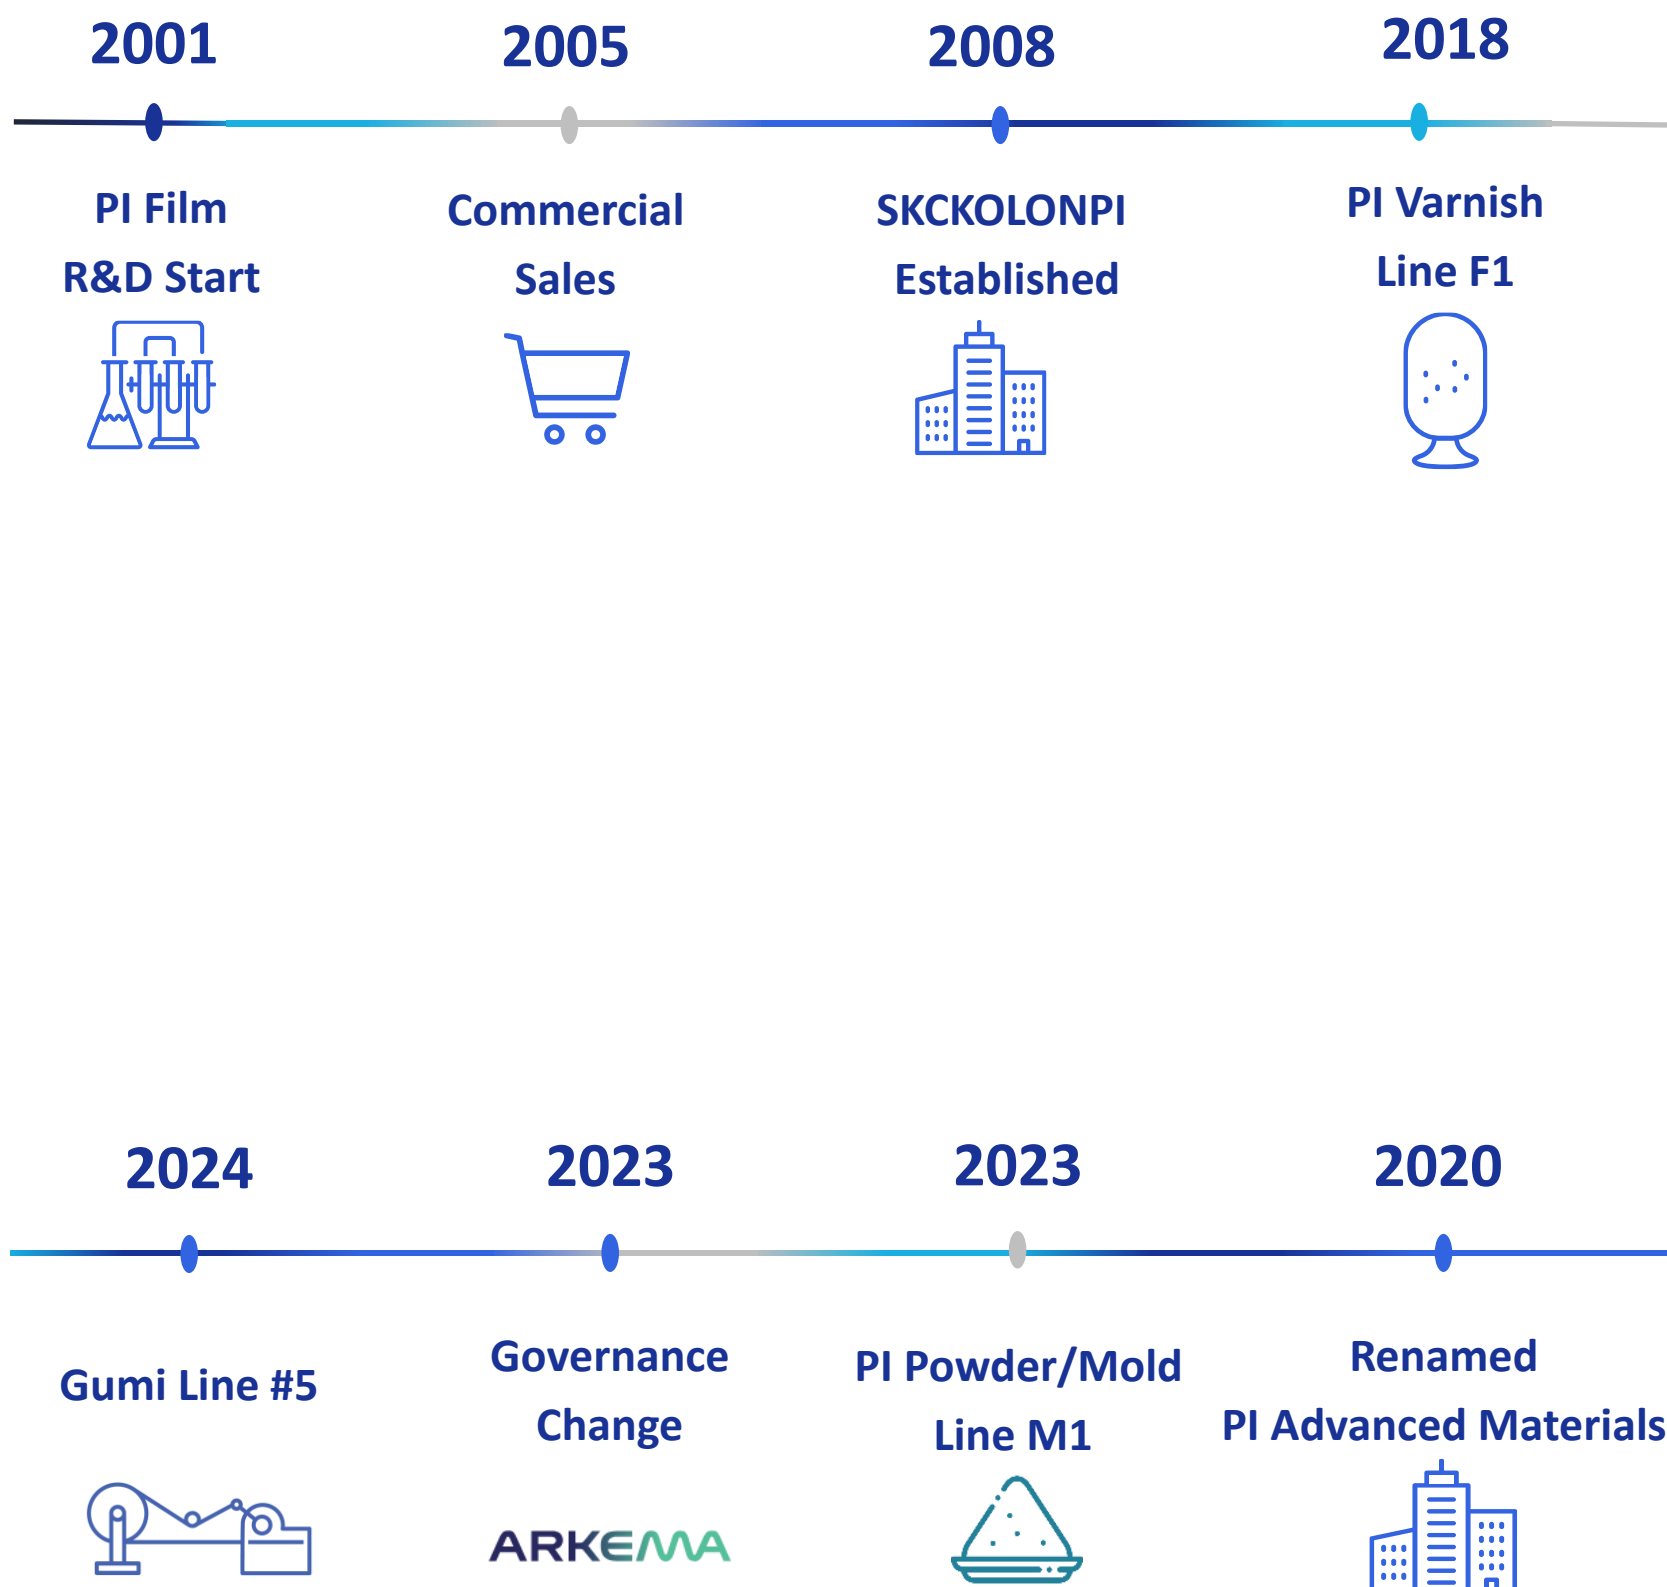 2001
2005
2008
2018
PI Film
R&D Start
Commercial
Sales
SKCKOLONPI
Established
PI Varnish
Line F1
2024
2023
2023
2020
Gumi Line #5
Governance
Change
ARKEMA
PI Powder/Mold
Line M1
Renamed
PI Advanced Materials